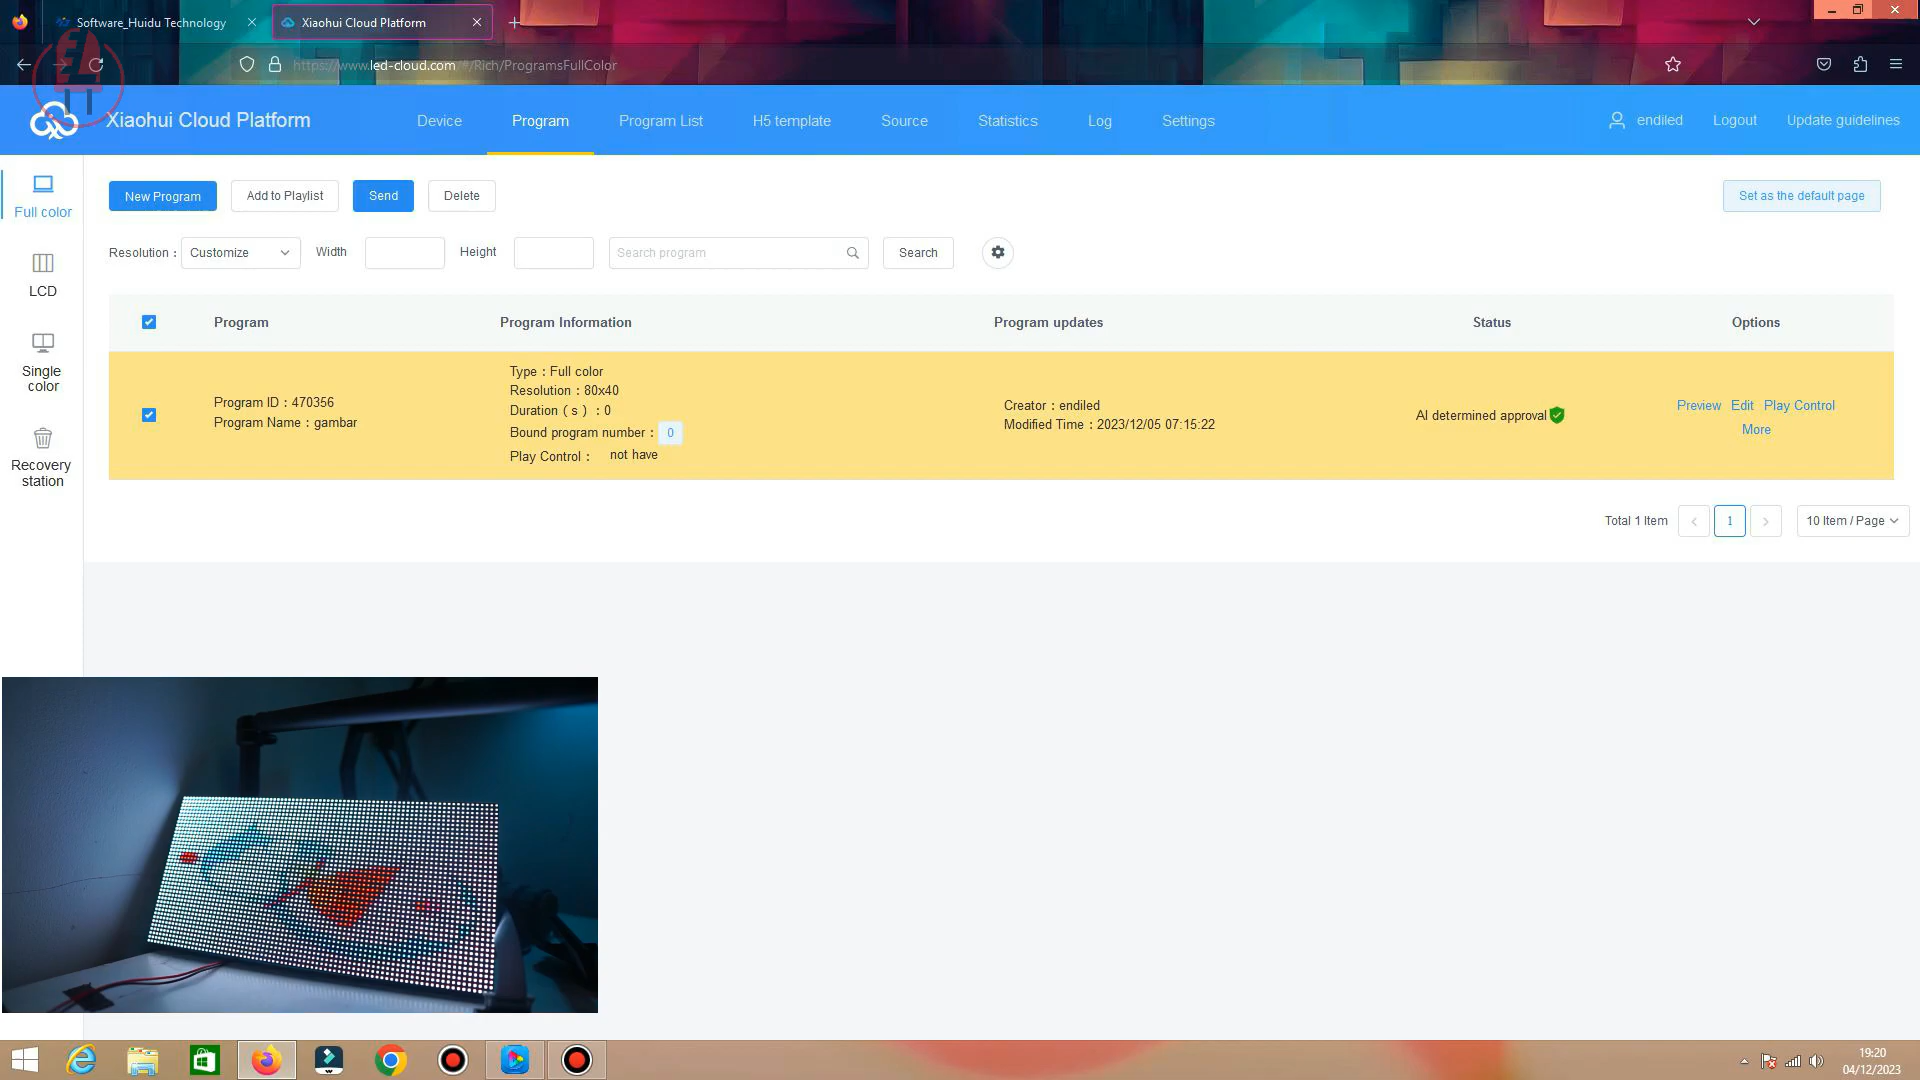 Software_Huidu Technology
Xiaohui Cloud Platform
https://www.led-cloud.com/#/Rich/ProgramsFullColor
Xiaohui Cloud Platform
Device
Program
Program List
H5 template
Source
Statistics
Log
Settings
endiled
Logout
Update guidelines
Full color
LCD
Single
color
Recovery
station
New Program
Add to Playlist
Send
Delete
Set as the default page
Resolution :
Customize
Width
Height
Search program
Search
Program
Program Information
Program updates
Status
Options
Program ID : 470356
Program Name : gambar
Type : Full color
Resolution : 80x40
Duration ( s ) : 0
Bound program number : 0
Play Control : not have
Creator : endiled
Modified Time : 2023/12/05 07:15:22
AI determined approval
Preview Edit Play Control
More
Total 1 Item
1
10 Item / Page
19:20
04/12/2023